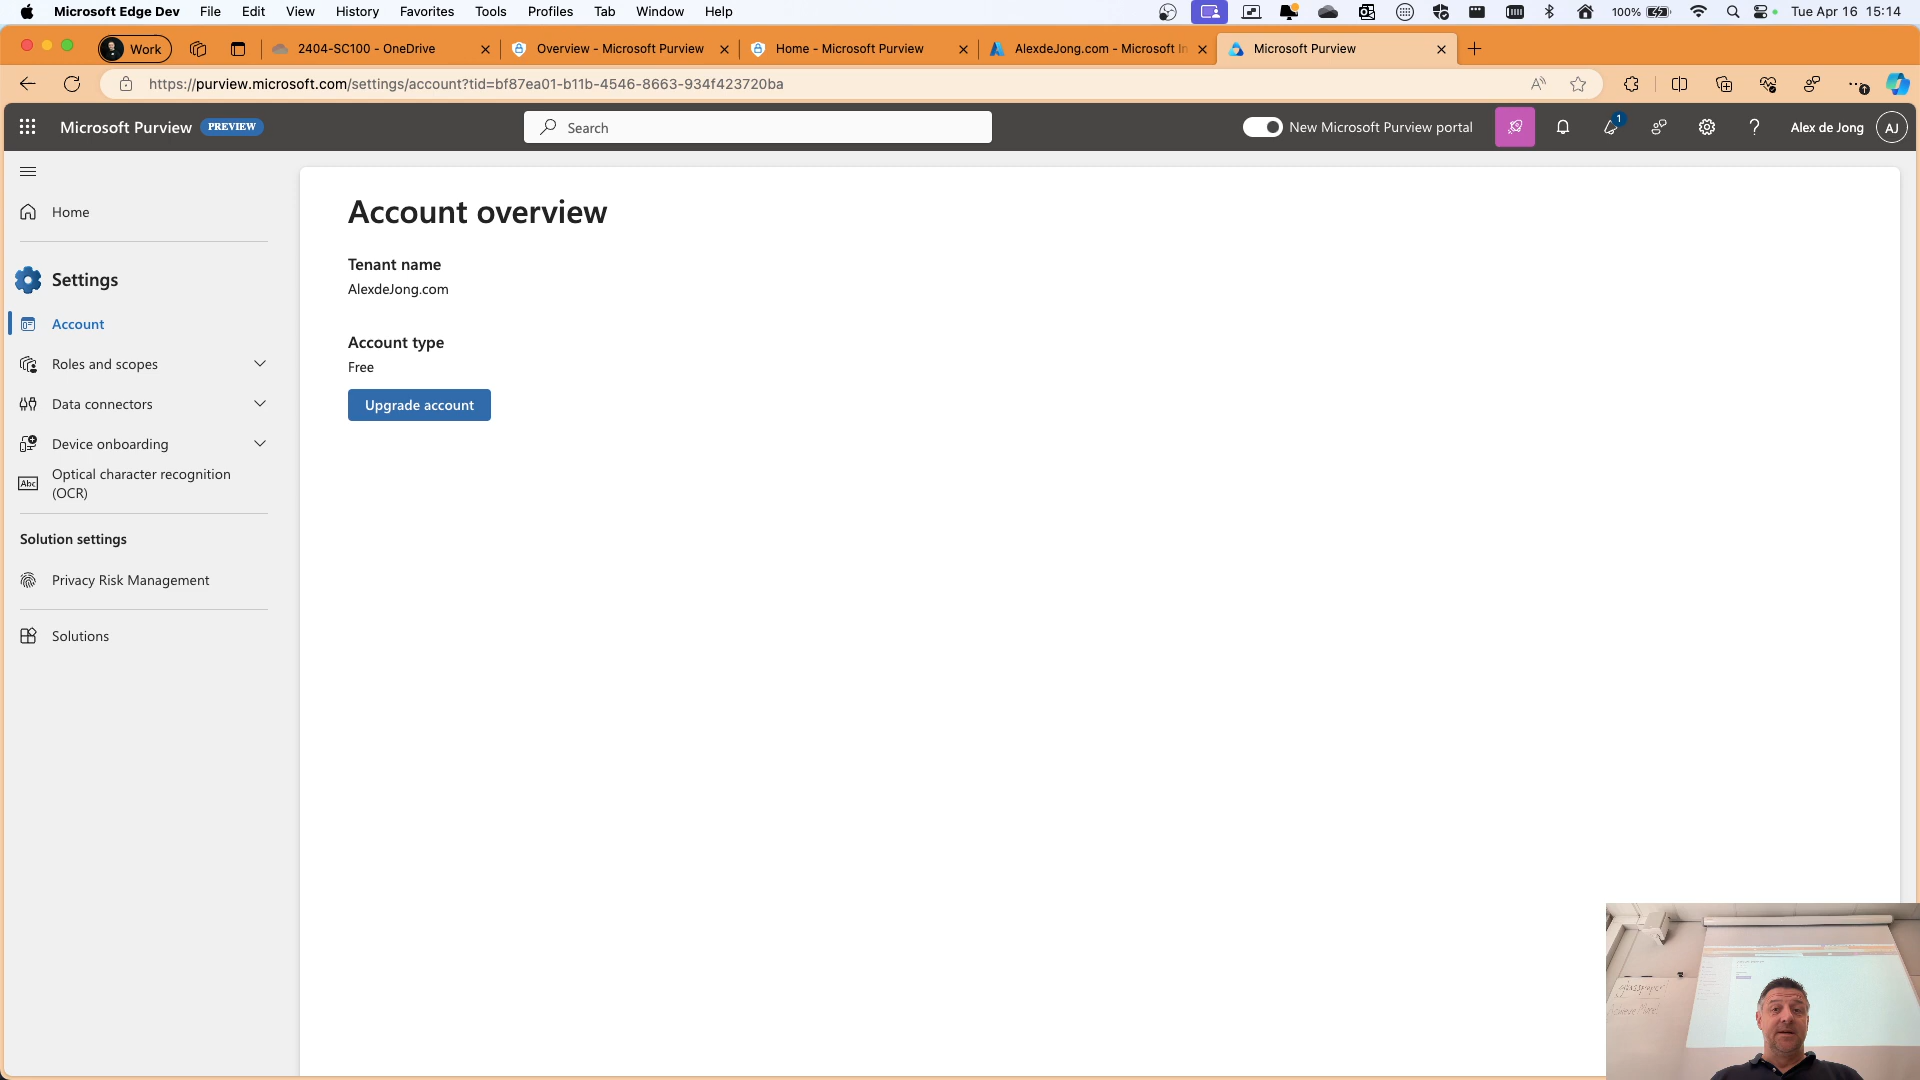 Microsoft Edge Dev File Edit View History Favorites Tools Profiles Tab Window Help 100% Tue Apr 16 15:14
Work 2404-SC100 - OneDrive Overview - Microsoft Purview Home - Microsoft Purview AlexdeJong.com - Microsoft In Microsoft Purview
https://purview.microsoft.com/settings/account?tid=bf87ea01-b11b-4546-8663-934f423720ba
Microsoft Purview PREVIEW Search New Microsoft Purview portal 1 Alex de Jong AJ
Home
Settings
Account
Roles and scopes
Data connectors
Device onboarding
Abc Optical character recognition
(OCR)
Solution settings
Privacy Risk Management
Solutions
Account overview
Tenant name
AlexdeJong.com
Account type
Free
Upgrade account